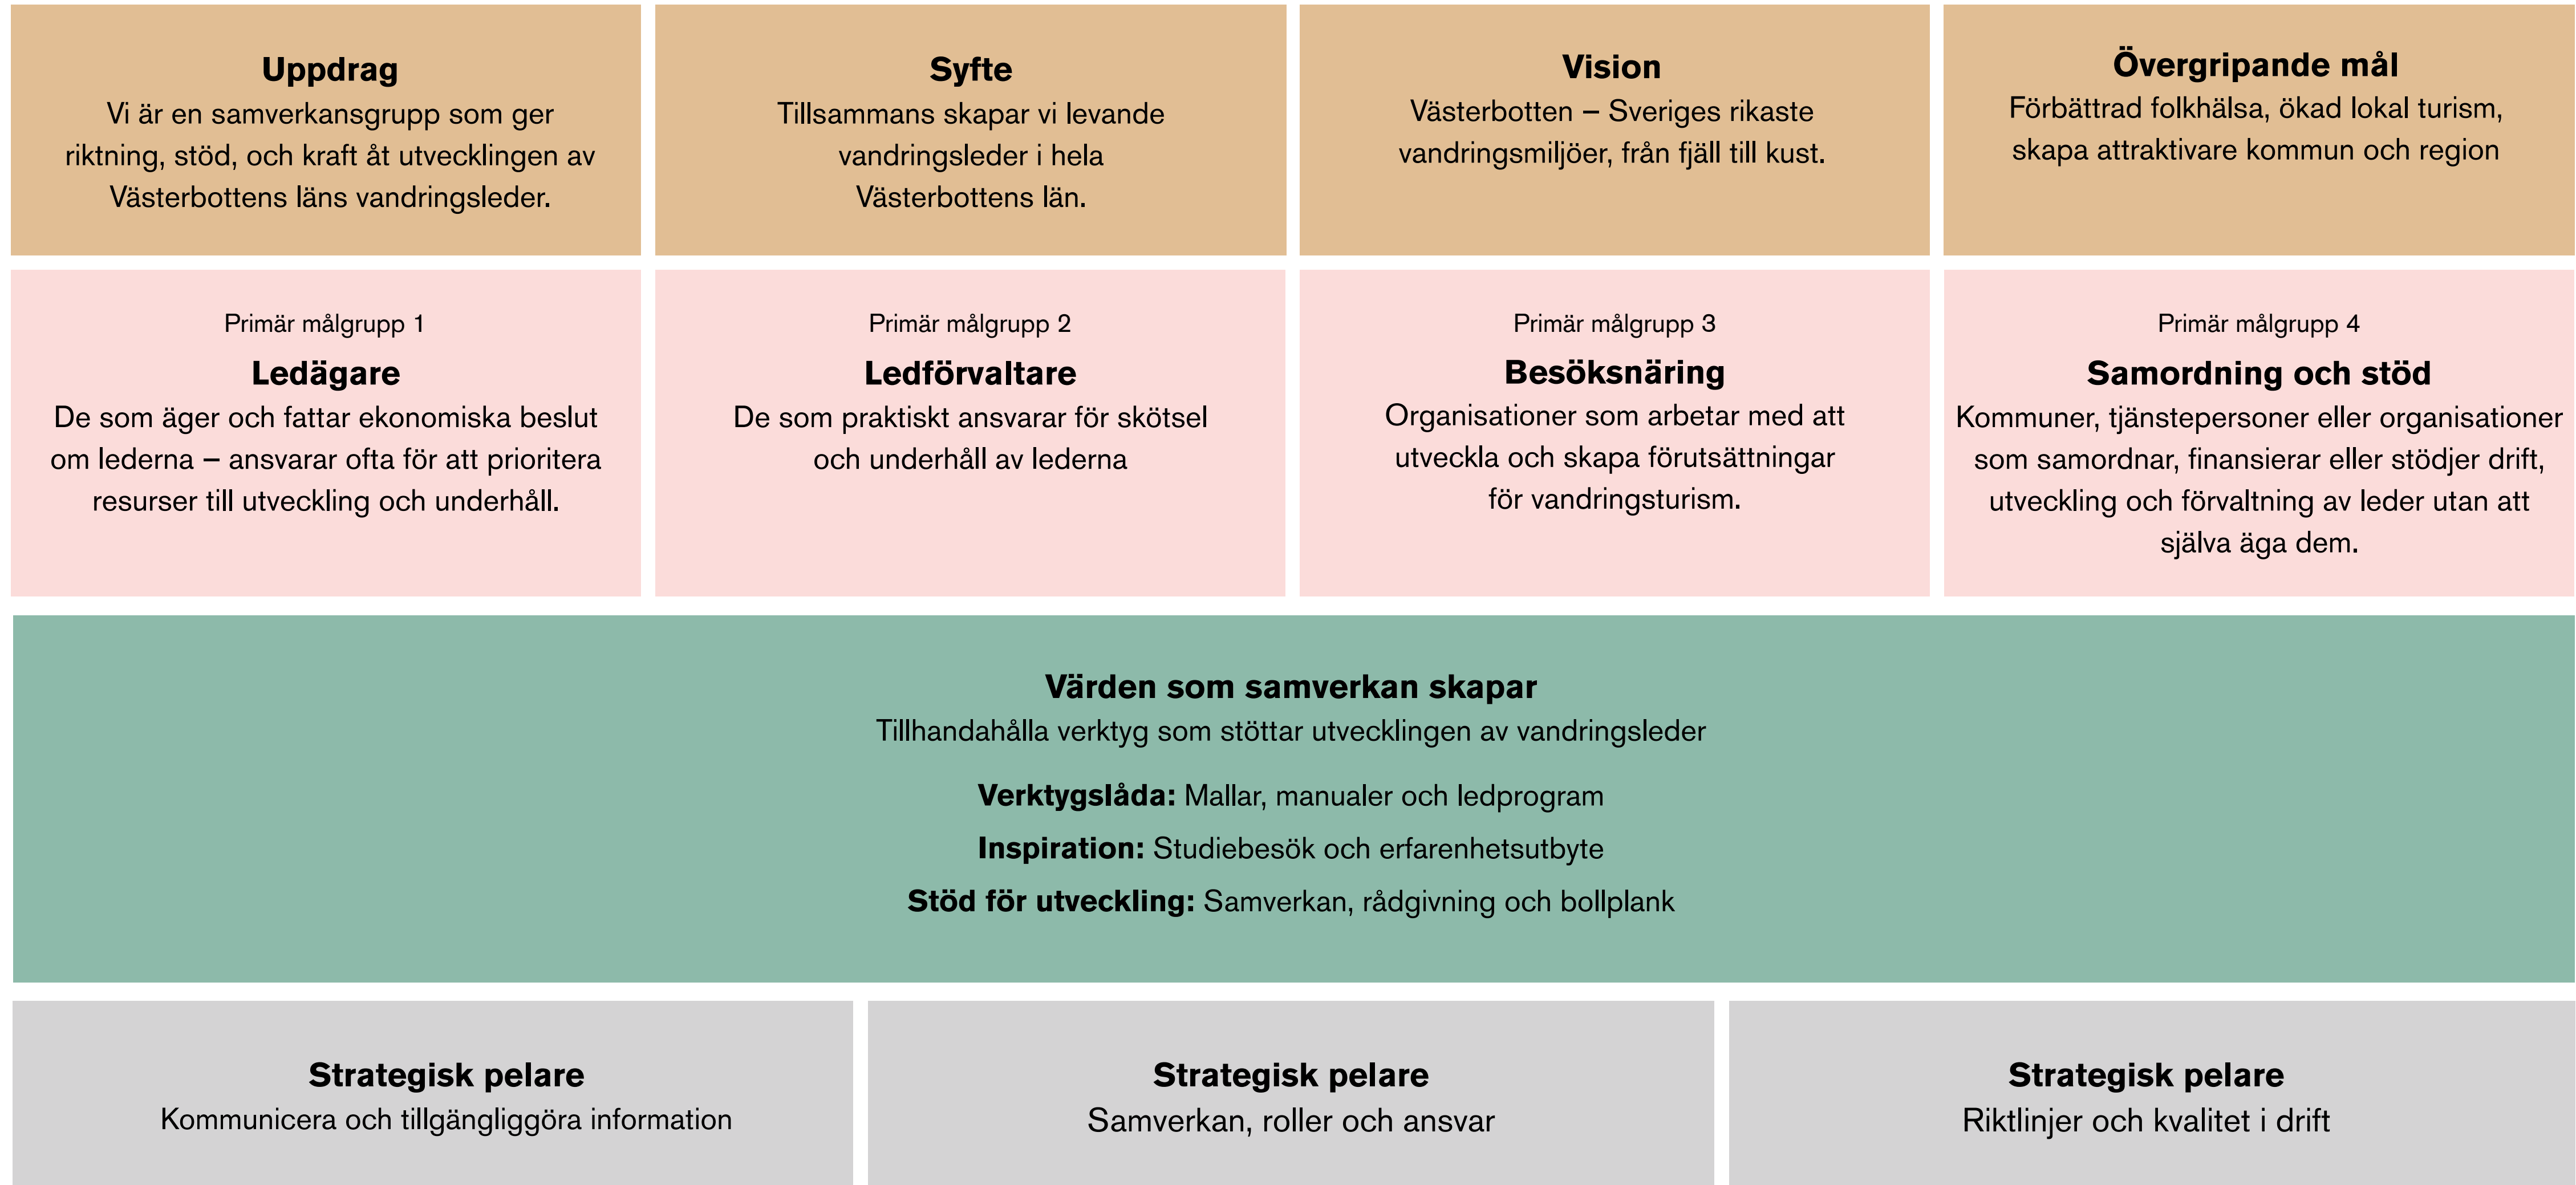 Uppdrag
Vi är en samverkansgrupp som ger
riktning, stöd, och kraft åt utvecklingen av
Västerbottens läns vandringsleder.
Syfte
Tillsammans skapar vi levande
vandringsleder i hela
Västerbottens län.
Vision
Västerbotten – Sveriges rikaste
vandringsmiljöer, från fjäll till kust.
Övergripande mål
Förbättrad folkhälsa, ökad lokal turism,
skapa attraktivare kommun och region
Primär målgrupp 1
Ledägare
De som äger och fattar ekonomiska beslut
om lederna – ansvarar ofta för att prioritera
resurser till utveckling och underhåll.
Primär målgrupp 2
Ledförvaltare
De som praktiskt ansvarar för skötsel
och underhåll av lederna
Primär målgrupp 3
Besöksnäring
Organisationer som arbetar med att
utveckla och skapa förutsättningar
för vandringsturism.
Primär målgrupp 4
Samordning och stöd
Kommuner, tjänstepersoner eller organisationer
som samordnar, finansierar eller stödjer drift,
utveckling och förvaltning av leder utan att
själva äga dem.
Värden som samverkan skapar
Tillhandahålla verktyg som stöttar utvecklingen av vandringsleder
Verktygslåda: Mallar, manualer och ledprogram
Inspiration: Studiebesök och erfarenhetsutbyte
Stöd för utveckling: Samverkan, rådgivning och bollplank
Strategisk pelare
Kommunicera och tillgängliggöra information
Strategisk pelare
Samverkan, roller och ansvar
Strategisk pelare
Riktlinjer och kvalitet i drift